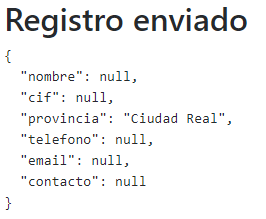 Registro enviado
{
  "nombre": null,
  "cif": null,
  "provincia": "Ciudad Real",
  "telefono": null,
  "email": null,
  "contacto": null
}